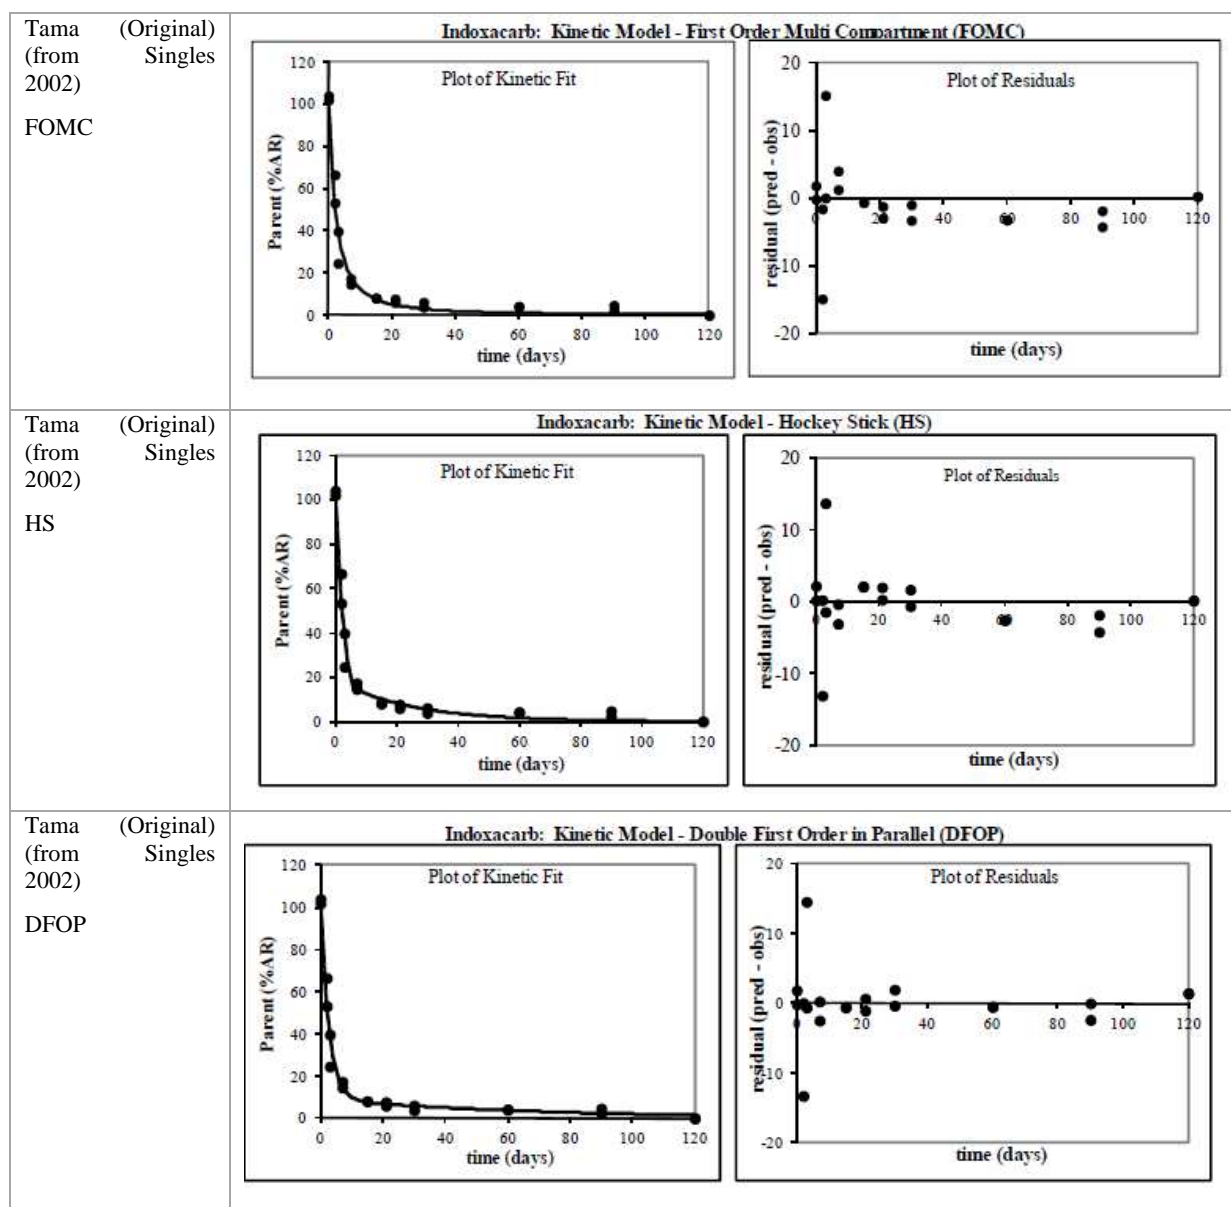 Tama (Original)
(from Singles
2002)
FOMC
Indoxacarb: Kinetic Model - First Order Multi Compartment (FOMC)
Plot of Kinetic Fit
Parent (%AR)
120
100
80
60
40
20
0
0 20 40 60 80 100 120
time (days)
Plot of Residuals
residual (pred - obs)
20
10
0
-10
-20
0 20 40 60 80 100 120
time (days)
Tama (Original)
(from Singles
2002)
HS
Indoxacarb: Kinetic Model - Hockey Stick (HS)
Plot of Kinetic Fit
Parent (%AR)
120
100
80
60
40
20
0
0 20 40 60 80 100 120
time (days)
Plot of Residuals
residual (pred - obs)
20
10
0
-10
-20
0 20 40 60 80 100 120
time (days)
Tama (Original)
(from Singles
2002)
DFOP
Indoxacarb: Kinetic Model - Double First Order in Parallel (DFOP)
Plot of Kinetic Fit
Parent (%AR)
120
100
80
60
40
20
0
0 20 40 60 80 100 120
time (days)
Plot of Residuals
residual (pred - obs)
20
10
0
-10
-20
0 20 40 60 80 100 120
time (days)